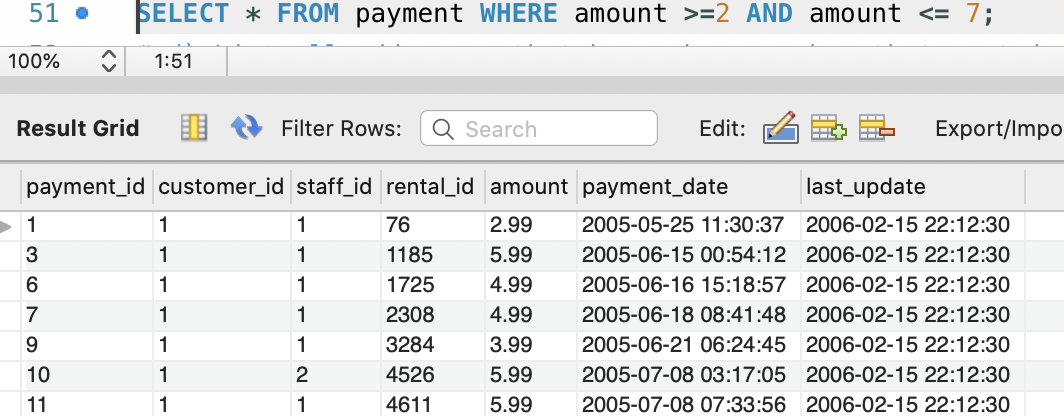 51 SELECT * FROM payment WHERE amount >=2 AND amount <= 7;
100% 1:51
Result Grid Filter Rows: Search Edit: Export/Impo
payment_id customer_id staff_id rental_id amount payment_date last_update
1 1 1 76 2.99 2005-05-25 11:30:37 2006-02-15 22:12:30
3 1 1 1185 5.99 2005-06-15 00:54:12 2006-02-15 22:12:30
6 1 1 1725 4.99 2005-06-16 15:18:57 2006-02-15 22:12:30
7 1 1 2308 4.99 2005-06-18 08:41:48 2006-02-15 22:12:30
9 1 1 3284 3.99 2005-06-21 06:24:45 2006-02-15 22:12:30
10 1 2 4526 5.99 2005-07-08 03:17:05 2006-02-15 22:12:30
11 1 1 4611 5.99 2005-07-08 07:33:56 2006-02-15 22:12:30